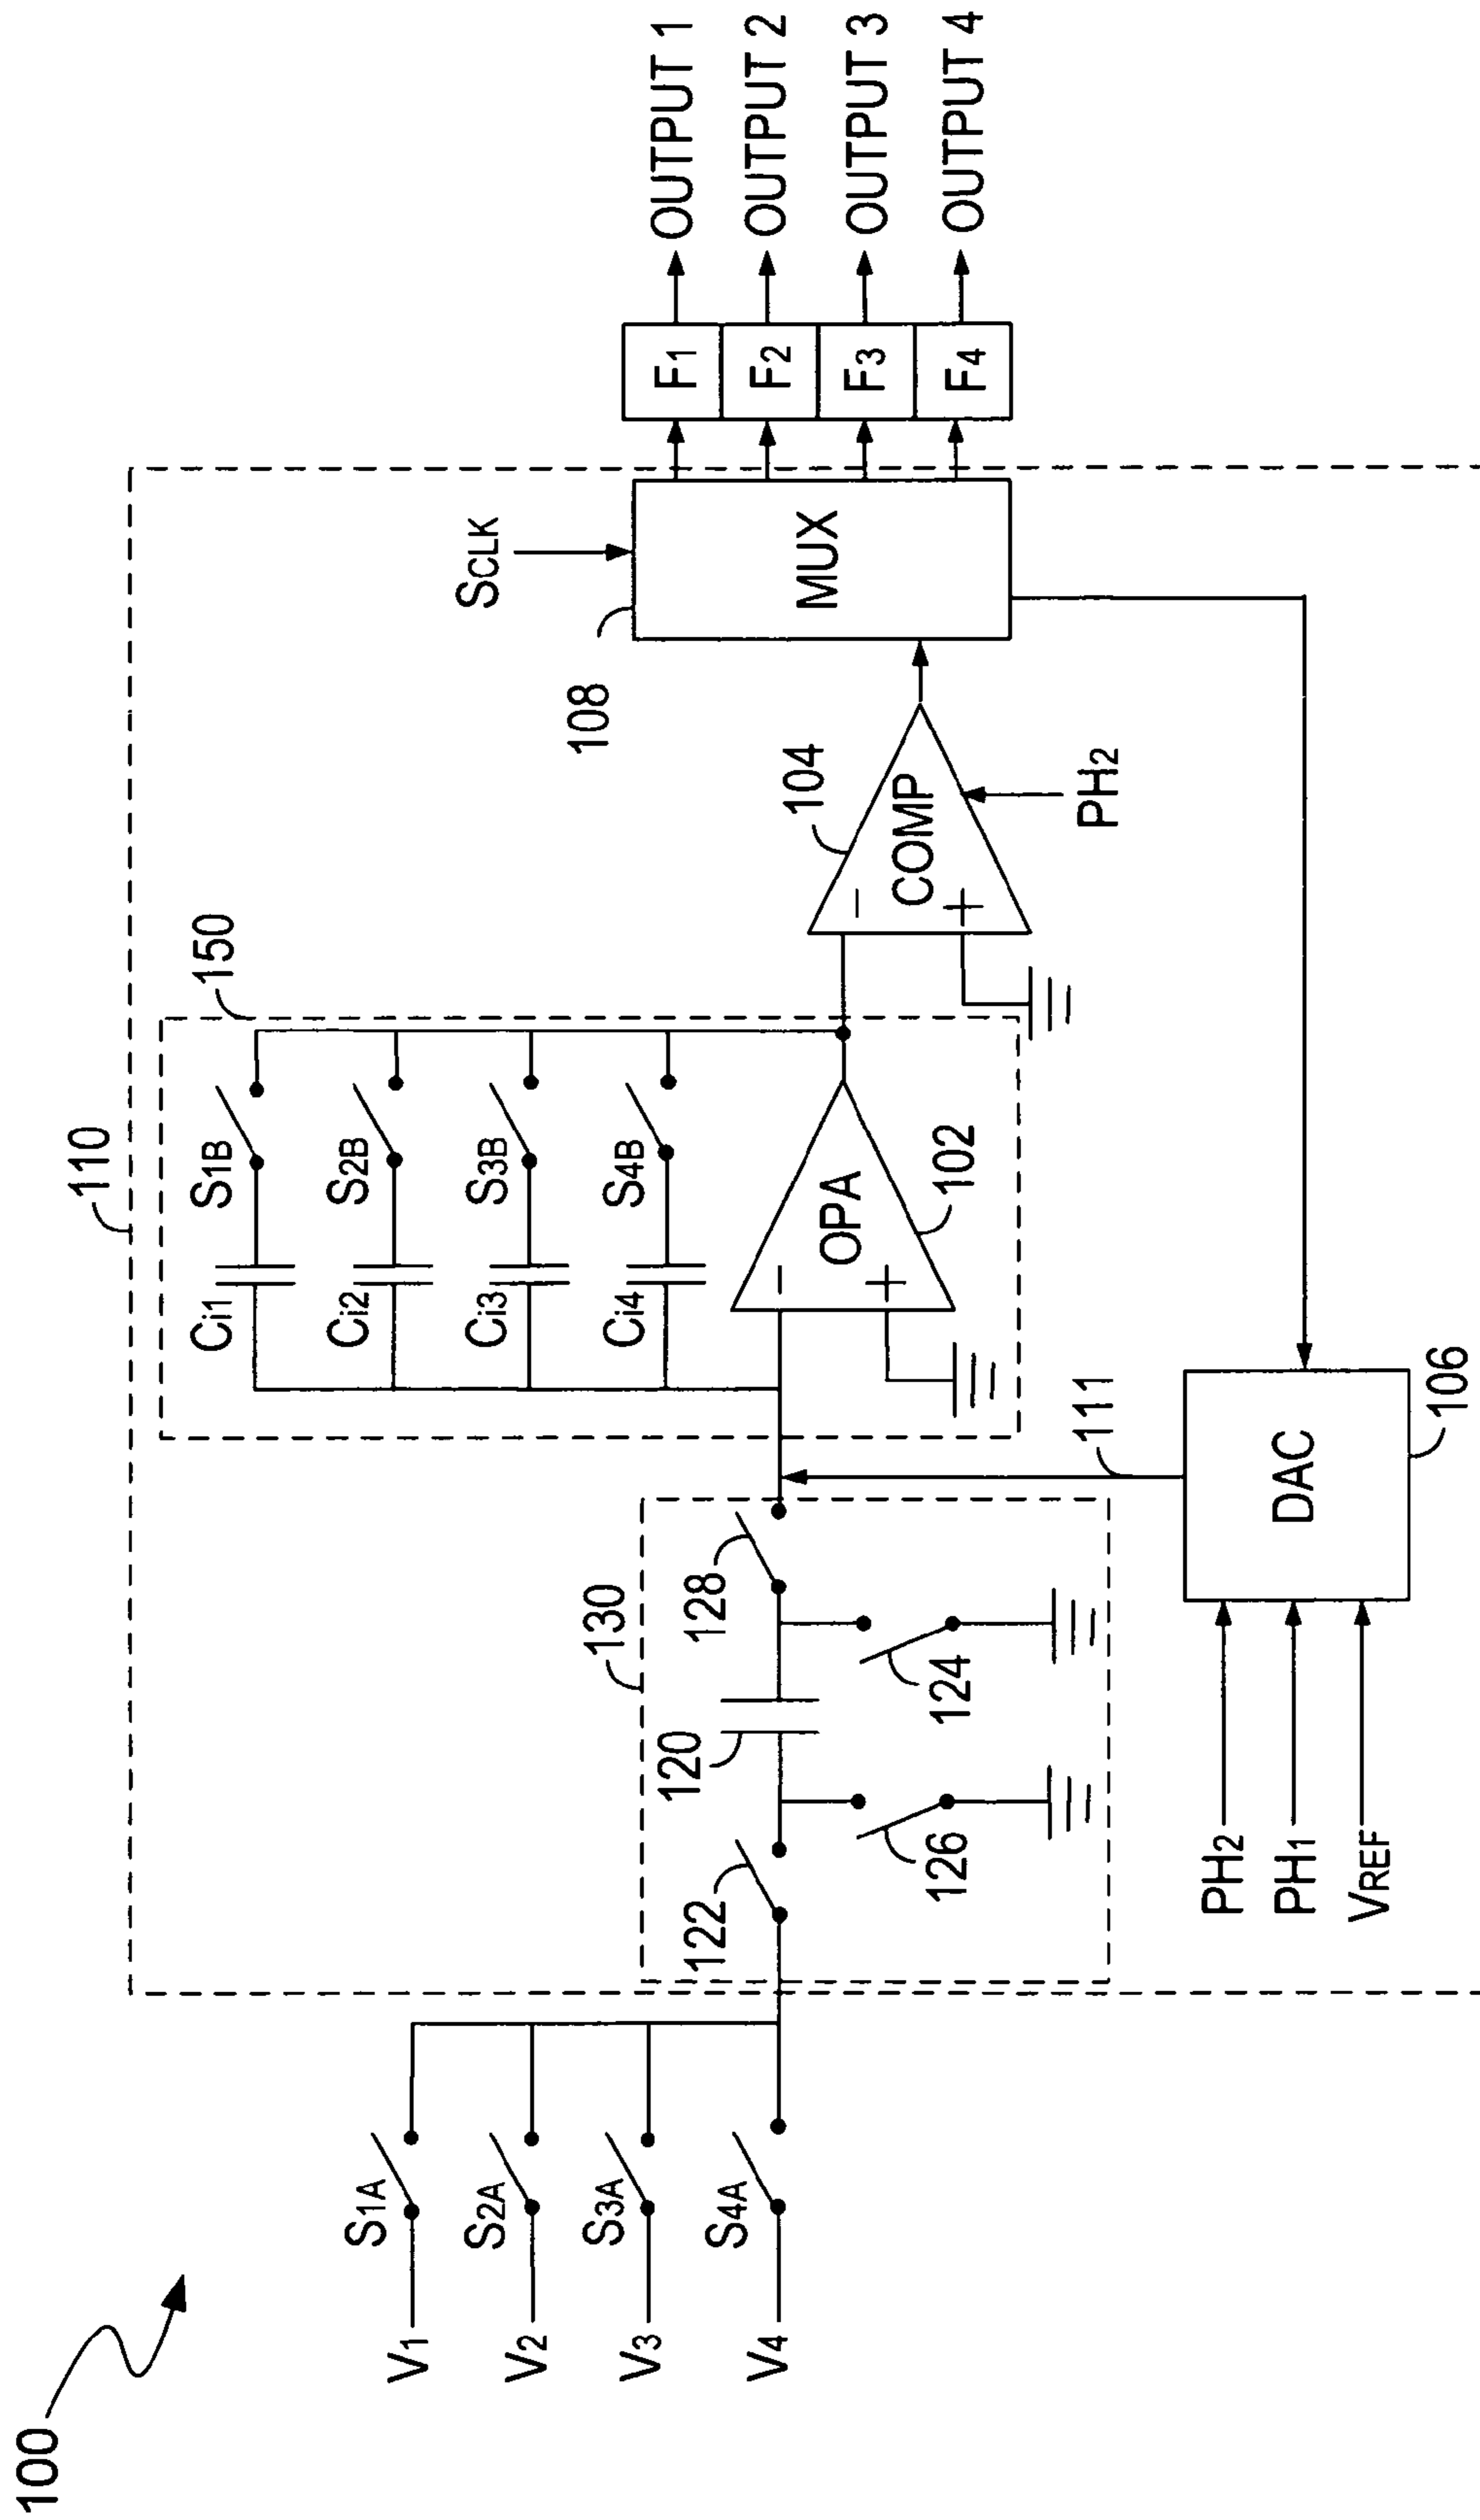 100
110
150
V1
S1A
V2
S2A
V3
S3A
V4
S4A
130
122
120
128
126
124
Ci1
S1B
Ci2
S2B
Ci3
S3B
Ci4
S4B
−
+
OPA
102
−
+
COMP
104
PH2
108
SCLK
MUX
F1
F2
F3
F4
OUTPUT 1
OUTPUT 2
OUTPUT 3
OUTPUT 4
111
PH2
PH1
VREF
DAC
106